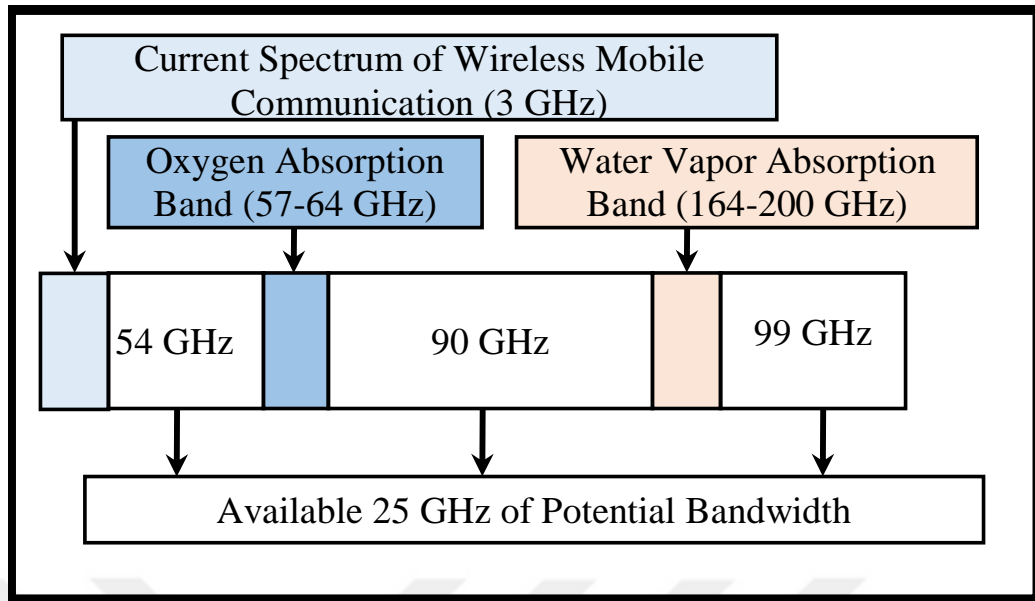 Current Spectrum of Wireless Mobile
Communication (3 GHz)
Oxygen Absorption
Band (57-64 GHz)
Water Vapor Absorption
Band (164-200 GHz)
54 GHz
90 GHz
99 GHz
Available 25 GHz of Potential Bandwidth